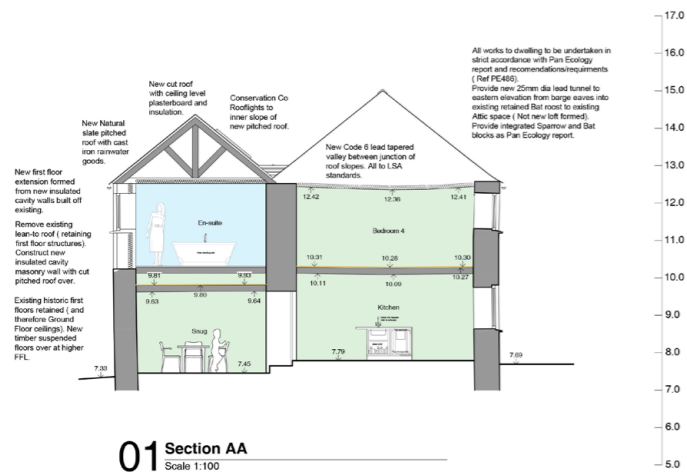 All works to dwelling to be undertaken in
strict accordance with Pan Ecology
report and recomendations/requirments
( Ref PE486).
Provide new 25mm dia lead tunnel to
eastern elevation from barge eaves into
existing retained Bat roost to existing
Attic space ( Not new loft formed).
Provide integrated Sparrow and Bat
blocks as Pan Ecology report.
New cut roof
with ceiling level
plasterboard and
insulation.
Conservation Co
Rooflights to
inner slope of
new pitched roof.
New Natural
slate pitched
roof with cast
iron rainwater
goods.
New Code 6 lead tapered
valley between junction of
roof slopes. All to LSA
standards.
New first floor
extension formed
from new insulated
cavity walls built off
existing.
Remove existing
lean-to roof ( retaining
first floor structures).
Construct new
insulated cavity
masonry wall with cut
pitched roof over.
Existing historic first
floors retained ( and
therefore Ground
Floor ceilings). New
timber suspended
floors over at higher
FFL.
12.42
12.36
12.41
En-suite
Bedroom 4
10.31
10.28
10.30
10.27
9.81
9.83
10.11
10.09
9.63
9.64
Kitchen
Snug
7.33
7.45
7.79
7.69
17.0
16.0
15.0
14.0
13.0
12.0
11.0
10.0
9.0
8.0
7.0
6.0
5.0
01 Section AA
Scale 1:100